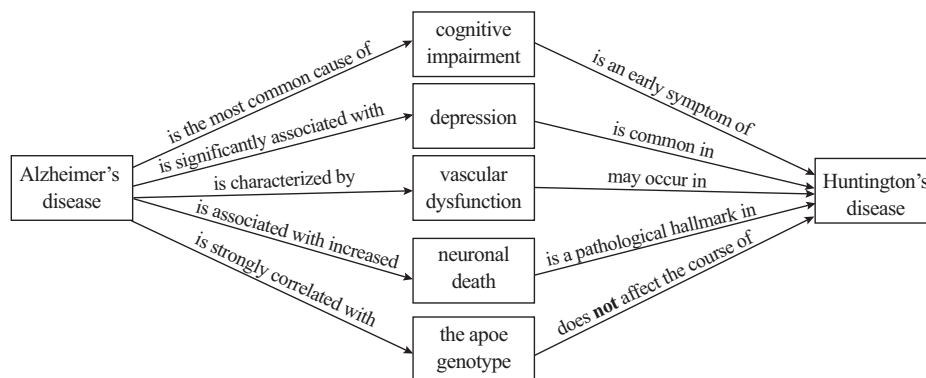 cognitive
impairment
is the most common cause of
is an early symptom of
depression
is significantly associated with
is common in
Alzheimer's
disease
is characterized by
vascular
dysfunction
may occur in
Huntington's
disease
is associated with increased
neuronal
death
is a pathological hallmark in
is strongly correlated with
the apoe
genotype
does not affect the course of